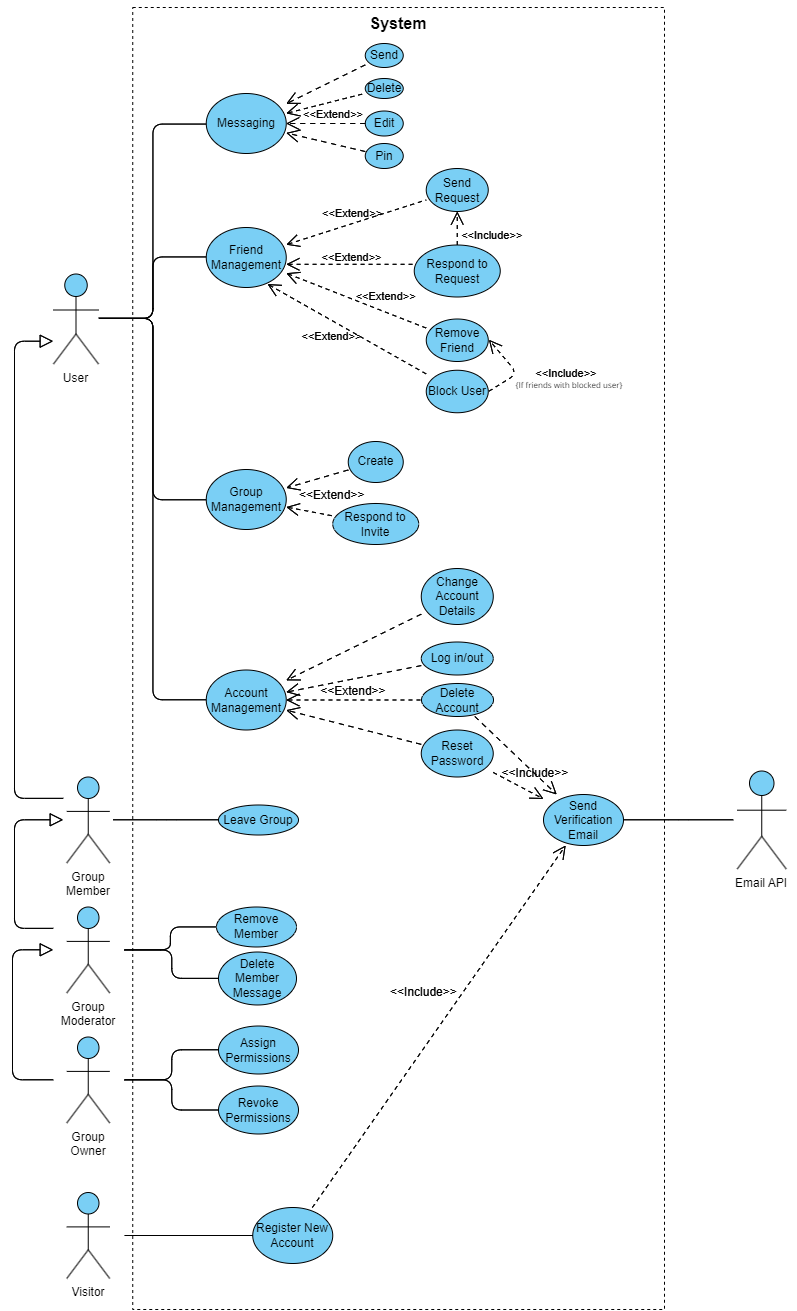 System
Send
Delete
Messaging
<<Extend>>
Edit
Pin
Send
Request
<<Extend>>
<<Include>>
Friend
Management
<<Extend>>
Respond to
Request
<<Extend>>
Remove
Friend
<<Extend>>
User
<<Include>>
{If friends with blocked user}
Block User
Create
Group
Management
<<Extend>>
Respond to
Invite
Change
Account
Details
Log in/out
Account
Management
<<Extend>>
Delete
Account
Reset
Password
<<Include>>
Send
Verification
Email
Leave Group
Group
Member
Email API
Remove
Member
Delete
Member
Message
<<Include>>
Group
Moderator
Assign
Permissions
Revoke
Permissions
Group
Owner
Register New
Account
Visitor